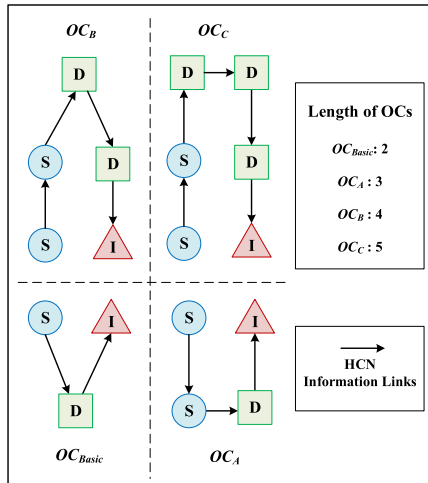 OC_B
OC_C
D
D
D
S
D
S
D
S
I
S
I
Length of OCs
OC_Basic: 2
OC_A: 3
OC_B: 4
OC_C: 5
S
I
S
I
D
S
D
OC_Basic
OC_A
HCN
Information Links